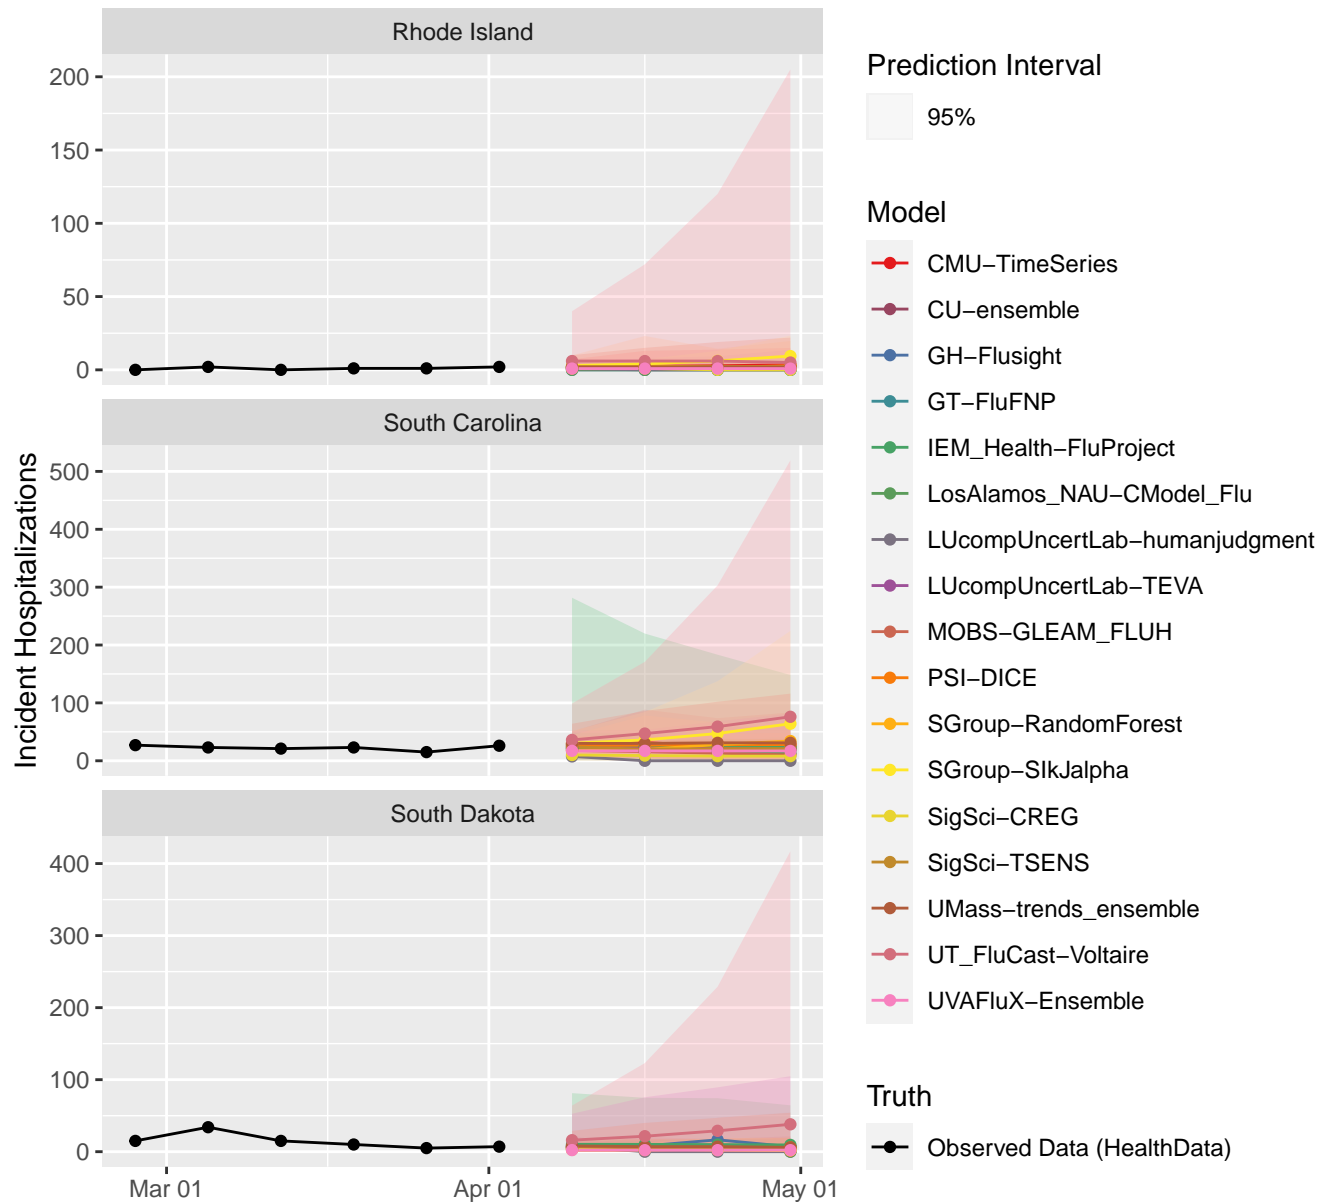 Rhode Island
200
150
100
50
0
South Carolina
500
400
300
200
100
0
South Dakota
400
300
200
100
0
Mar 01
Apr 01
May 01
Incident Hospitalizations
Prediction Interval
95%
Model
CMU−TimeSeries
CU−ensemble
GH−Flusight
GT−FluFNP
IEM_Health−FluProject
LosAlamos_NAU−CModel_Flu
LUcompUncertLab−humanjudgment
LUcompUncertLab−TEVA
MOBS−GLEAM_FLUH
PSI−DICE
SGroup−RandomForest
SGroup−SIkJalpha
SigSci−CREG
SigSci−TSENS
UMass−trends_ensemble
UT_FluCast−Voltaire
UVAFluX−Ensemble
Truth
Observed Data (HealthData)